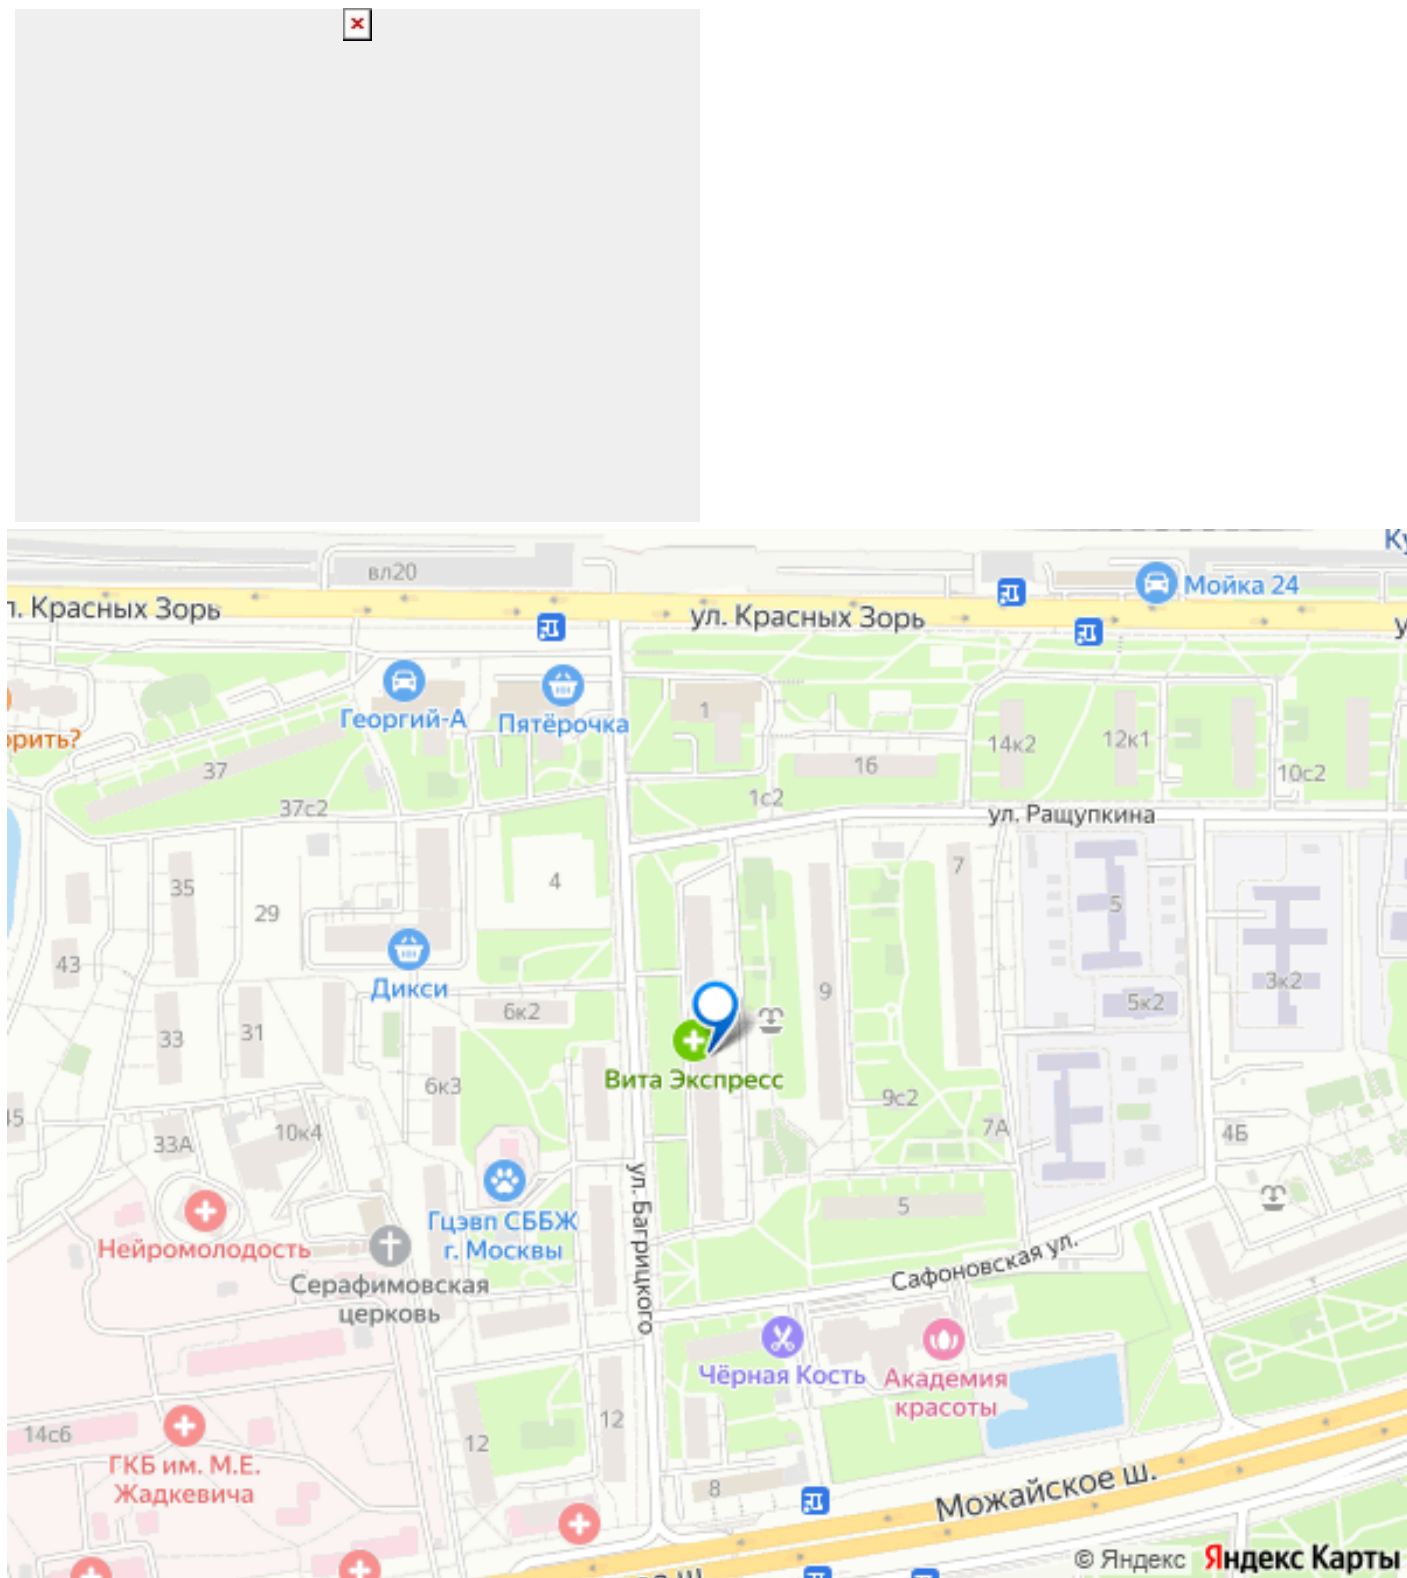 Ку
вл20
Мойка 24
л. Красных Зорь
ул. Красных Зорь
у
Георгий-А
Пятёрочка
1
орить?
14к2
12к1
37
16
10с2
37с2
1с2
ул. Ращупкина
7
35
4
5
29
43
Дикси
9
3к2
6к2
5к2
33
31
Вита Экспресс
6к3
9с2
45
10к4
7А
4Б
33А
ул. Багрицкого
5
Гцэвп СББЖ
г. Москвы
Нейромолодость
Серафимовская
церковь
Сафоновская ул.
Чёрная Кость
Академия
красоты
14с6
12
12
ГКБ им. М.Е.
Жадкевича
8
Можайское ш.
© Яндекс Яндекс Карты